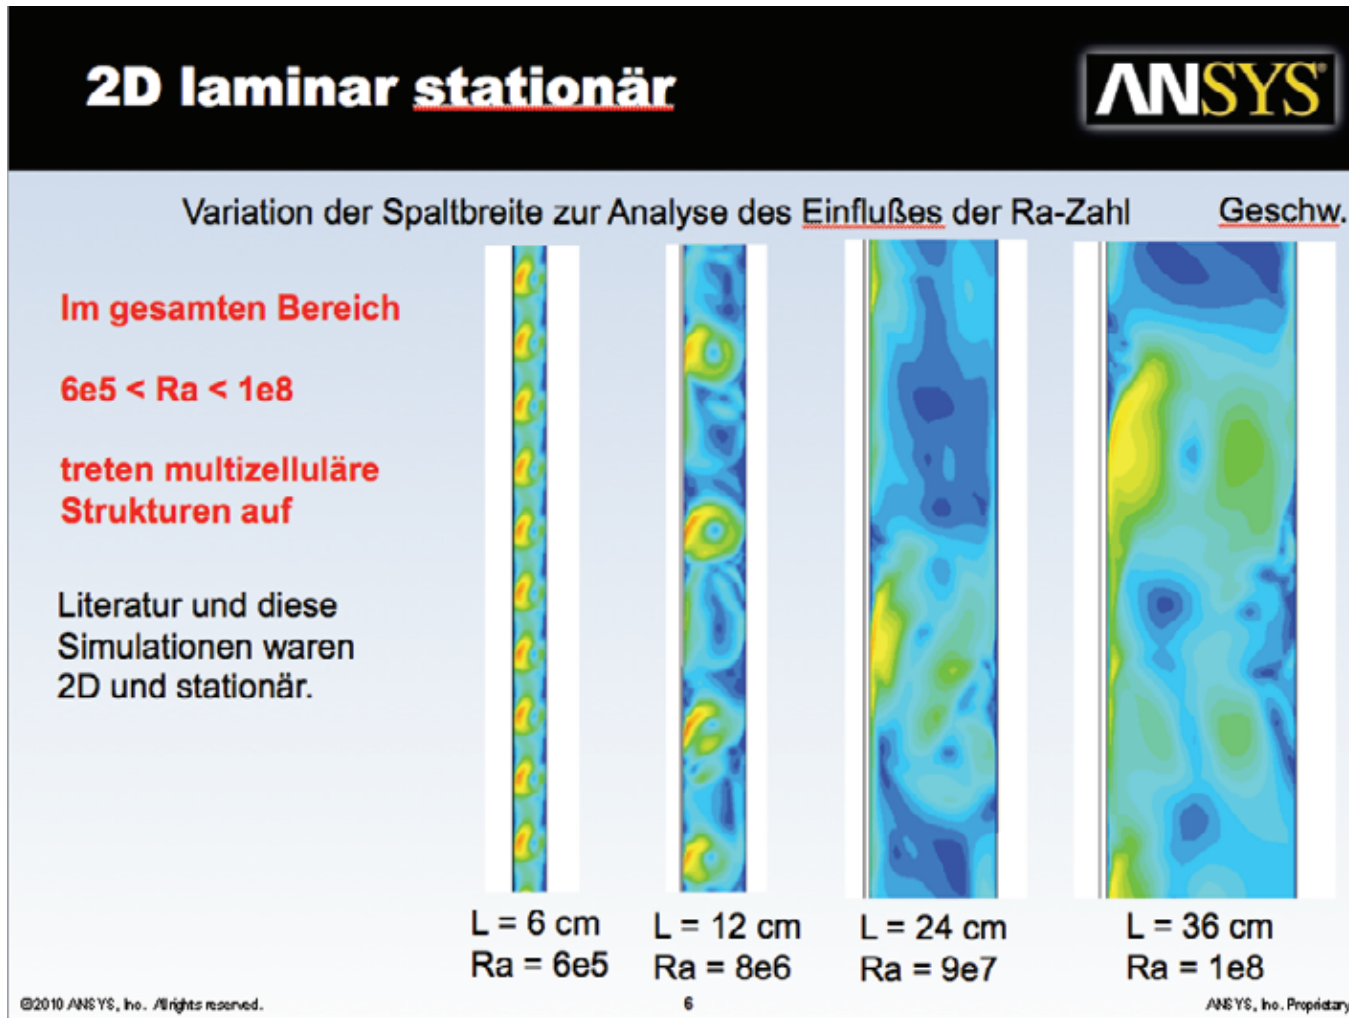 2D laminar stationär
ANSYS
Variation der Spaltbreite zur Analyse des Einflußes der Ra-Zahl
Geschw.
Im gesamten Bereich
6e5 < Ra < 1e8
treten multizelluläre
Strukturen auf
Literatur und diese
Simulationen waren
2D und stationär.
L = 6 cm
Ra = 6e5
L = 12 cm
Ra = 8e6
L = 24 cm
Ra = 9e7
L = 36 cm
Ra = 1e8
©2010 ANSYS, Inc. All rights reserved.
6
ANSYS, Inc. Proprietary